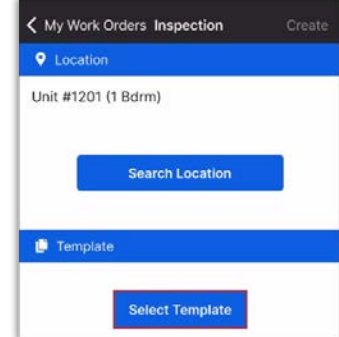 My Work Orders Inspection Create
Location
Unit #1201 (1 Bdrm)
Search Location
Template
Select Template